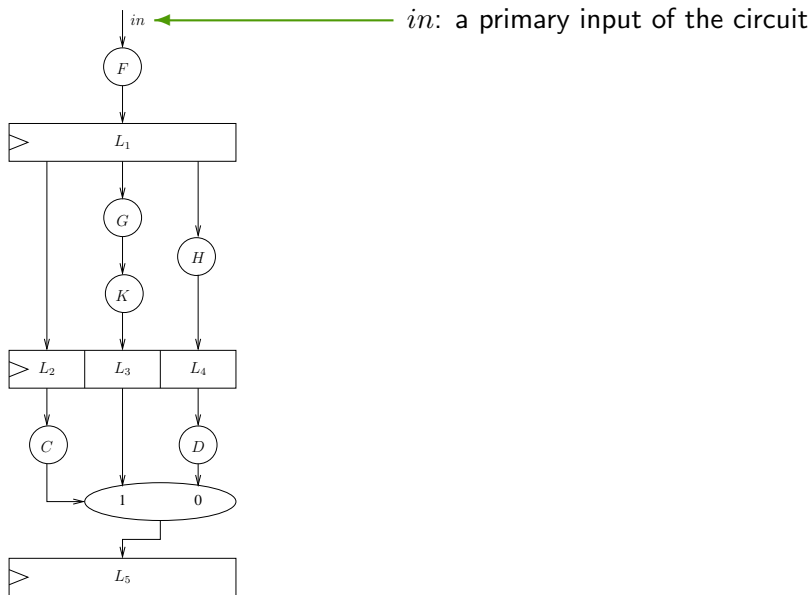 in in: a primary input of the circuit
F
L1
G
H
K
L2 L3 L4
C D
1 0
L5